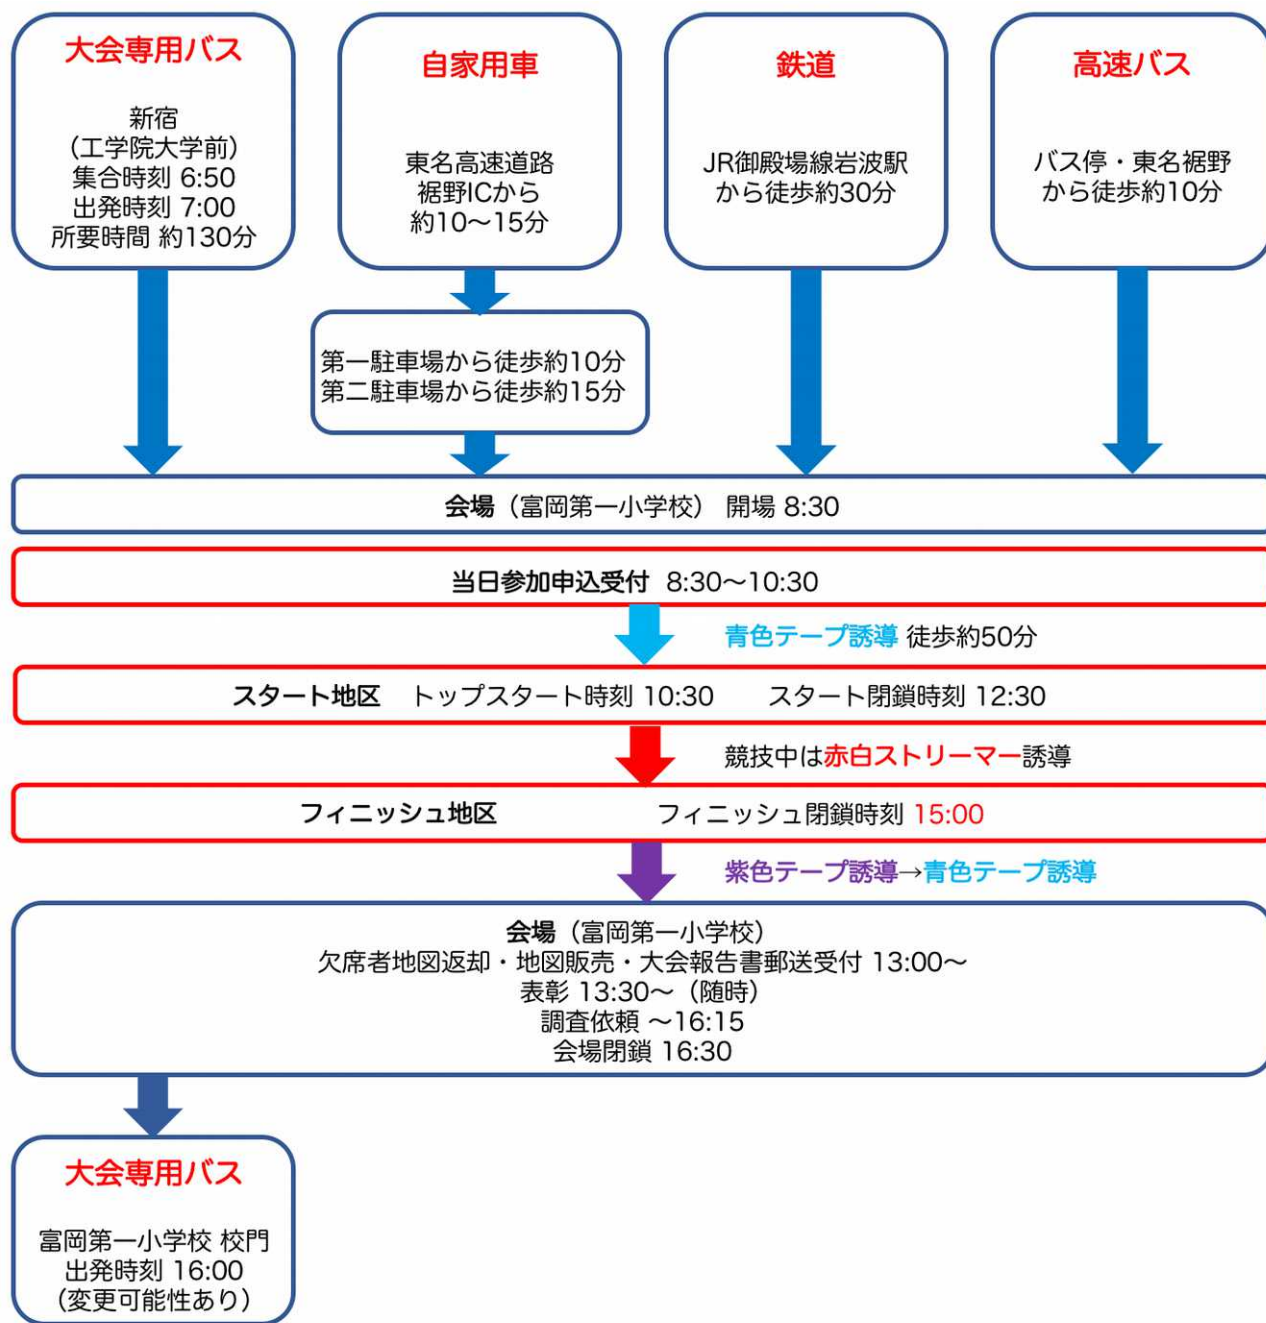 大会専用バス
新宿
（工学院大学前）
集合時刻 6:50
出発時刻 7:00
所要時間 約130分
自家用車
東名高速道路
裾野ICから
約10～15分
鉄道
JR御殿場線岩波駅
から徒歩約30分
高速バス
バス停・東名裾野
から徒歩約10分
第一駐車場から徒歩約10分
第二駐車場から徒歩約15分
会場（富岡第一小学校） 開場 8:30
当日参加申込受付 8:30～10:30
青色テープ誘導 徒歩約50分
スタート地区 トップスタート時刻 10:30 スタート閉鎖時刻 12:30
競技中は赤白ストリーマー誘導
フィニッシュ地区 フィニッシュ閉鎖時刻 15:00
紫色テープ誘導→青色テープ誘導
会場（富岡第一小学校）
欠席者地図返却・地図販売・大会報告書郵送受付 13:00～
表彰 13:30～（随時）
調査依頼 ～16:15
会場閉鎖 16:30
大会専用バス
富岡第一小学校 校門
出発時刻 16:00
（変更可能性あり）